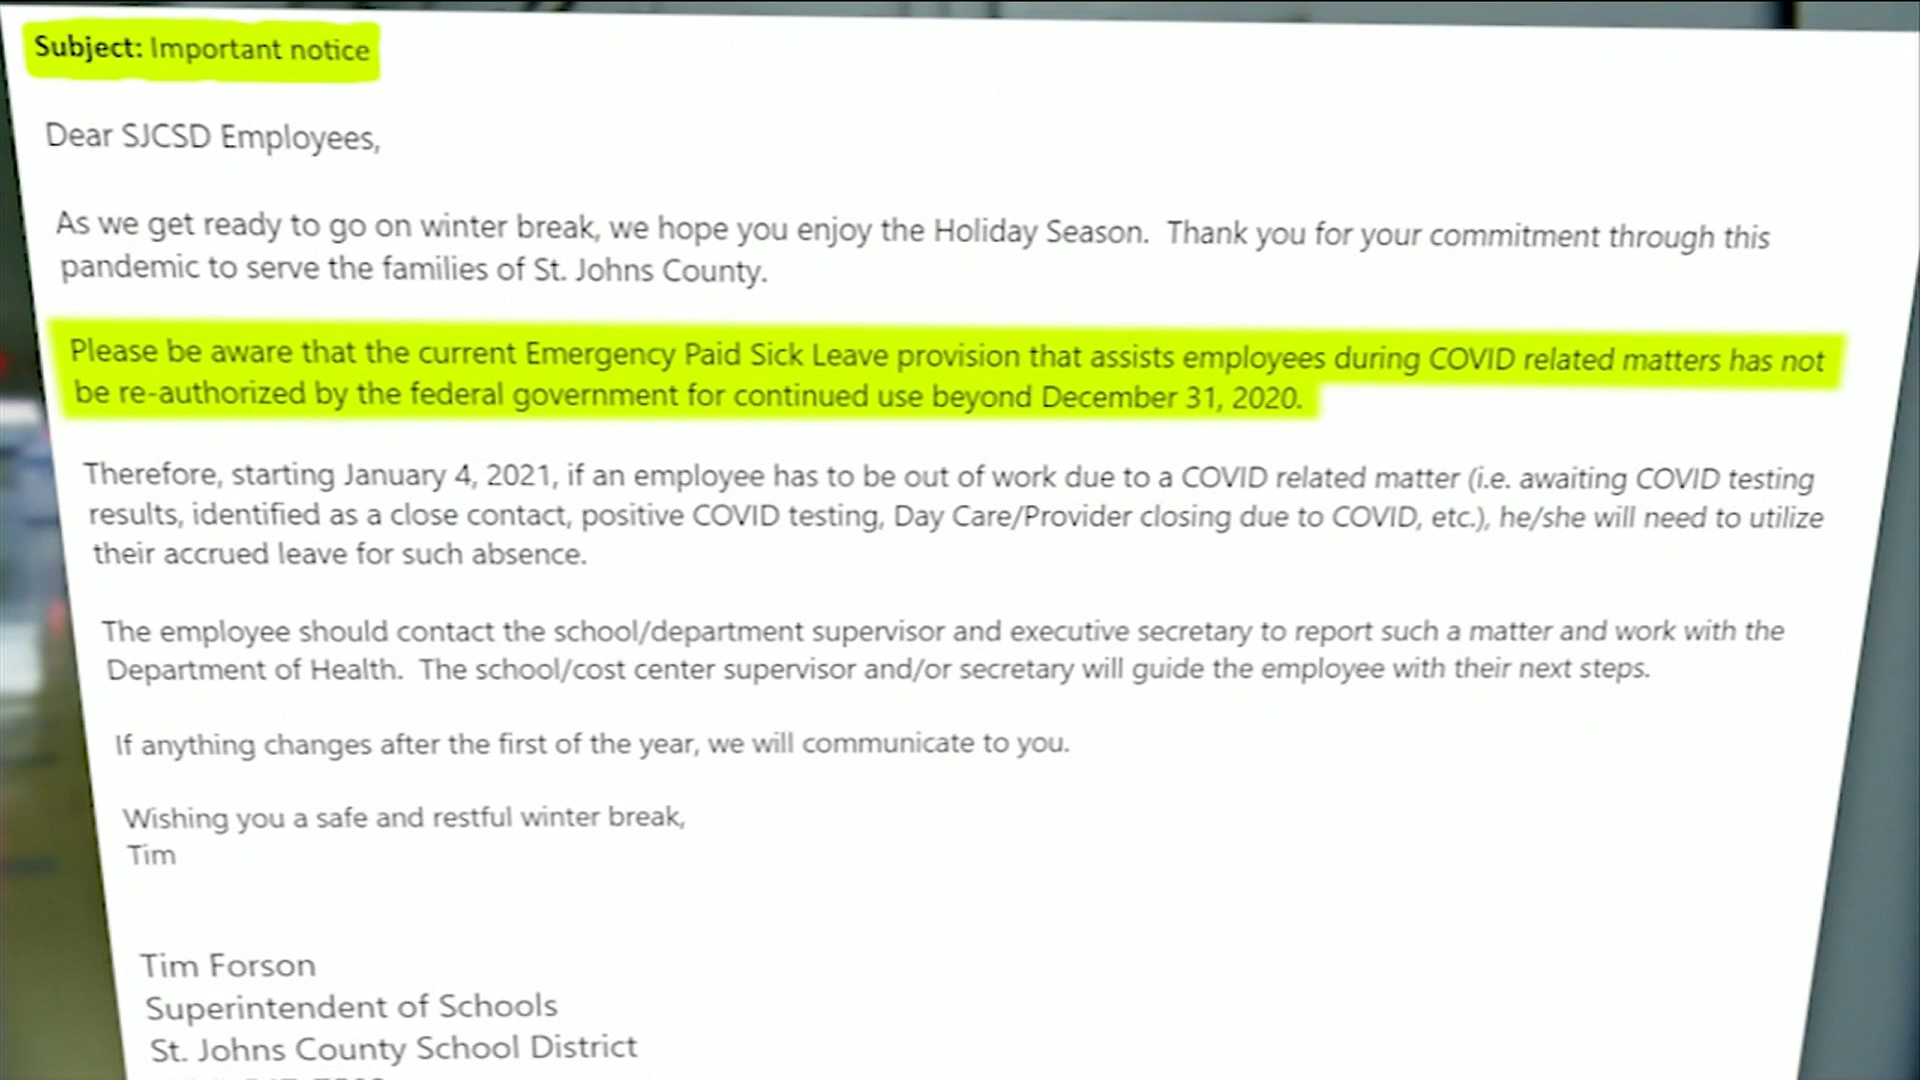 Subject: Important notice
Dear SJCSD Employees,
As we get ready to go on winter break, we hope you enjoy the Holiday Season. Thank you for your commitment through this
pandemic to serve the families of St. Johns County.
Please be aware that the current Emergency Paid Sick Leave provision that assists employees during COVID related matters has not
be re-authorized by the federal government for continued use beyond December 31, 2020.
Therefore, starting January 4, 2021, if an employee has to be out of work due to a COVID related matter (i.e. awaiting COVID testing
results, identified as a close contact, positive COVID testing, Day Care/Provider closing due to COVID, etc.), he/she will need to utilize
their accrued leave for such absence.
The employee should contact the school/department supervisor and executive secretary to report such a matter and work with the
Department of Health. The school/cost center supervisor and/or secretary will guide the employee with their next steps.
If anything changes after the first of the year, we will communicate to you.
Wishing you a safe and restful winter break,
Tim
Tim Forson
Superintendent of Schools
St. Johns County School District